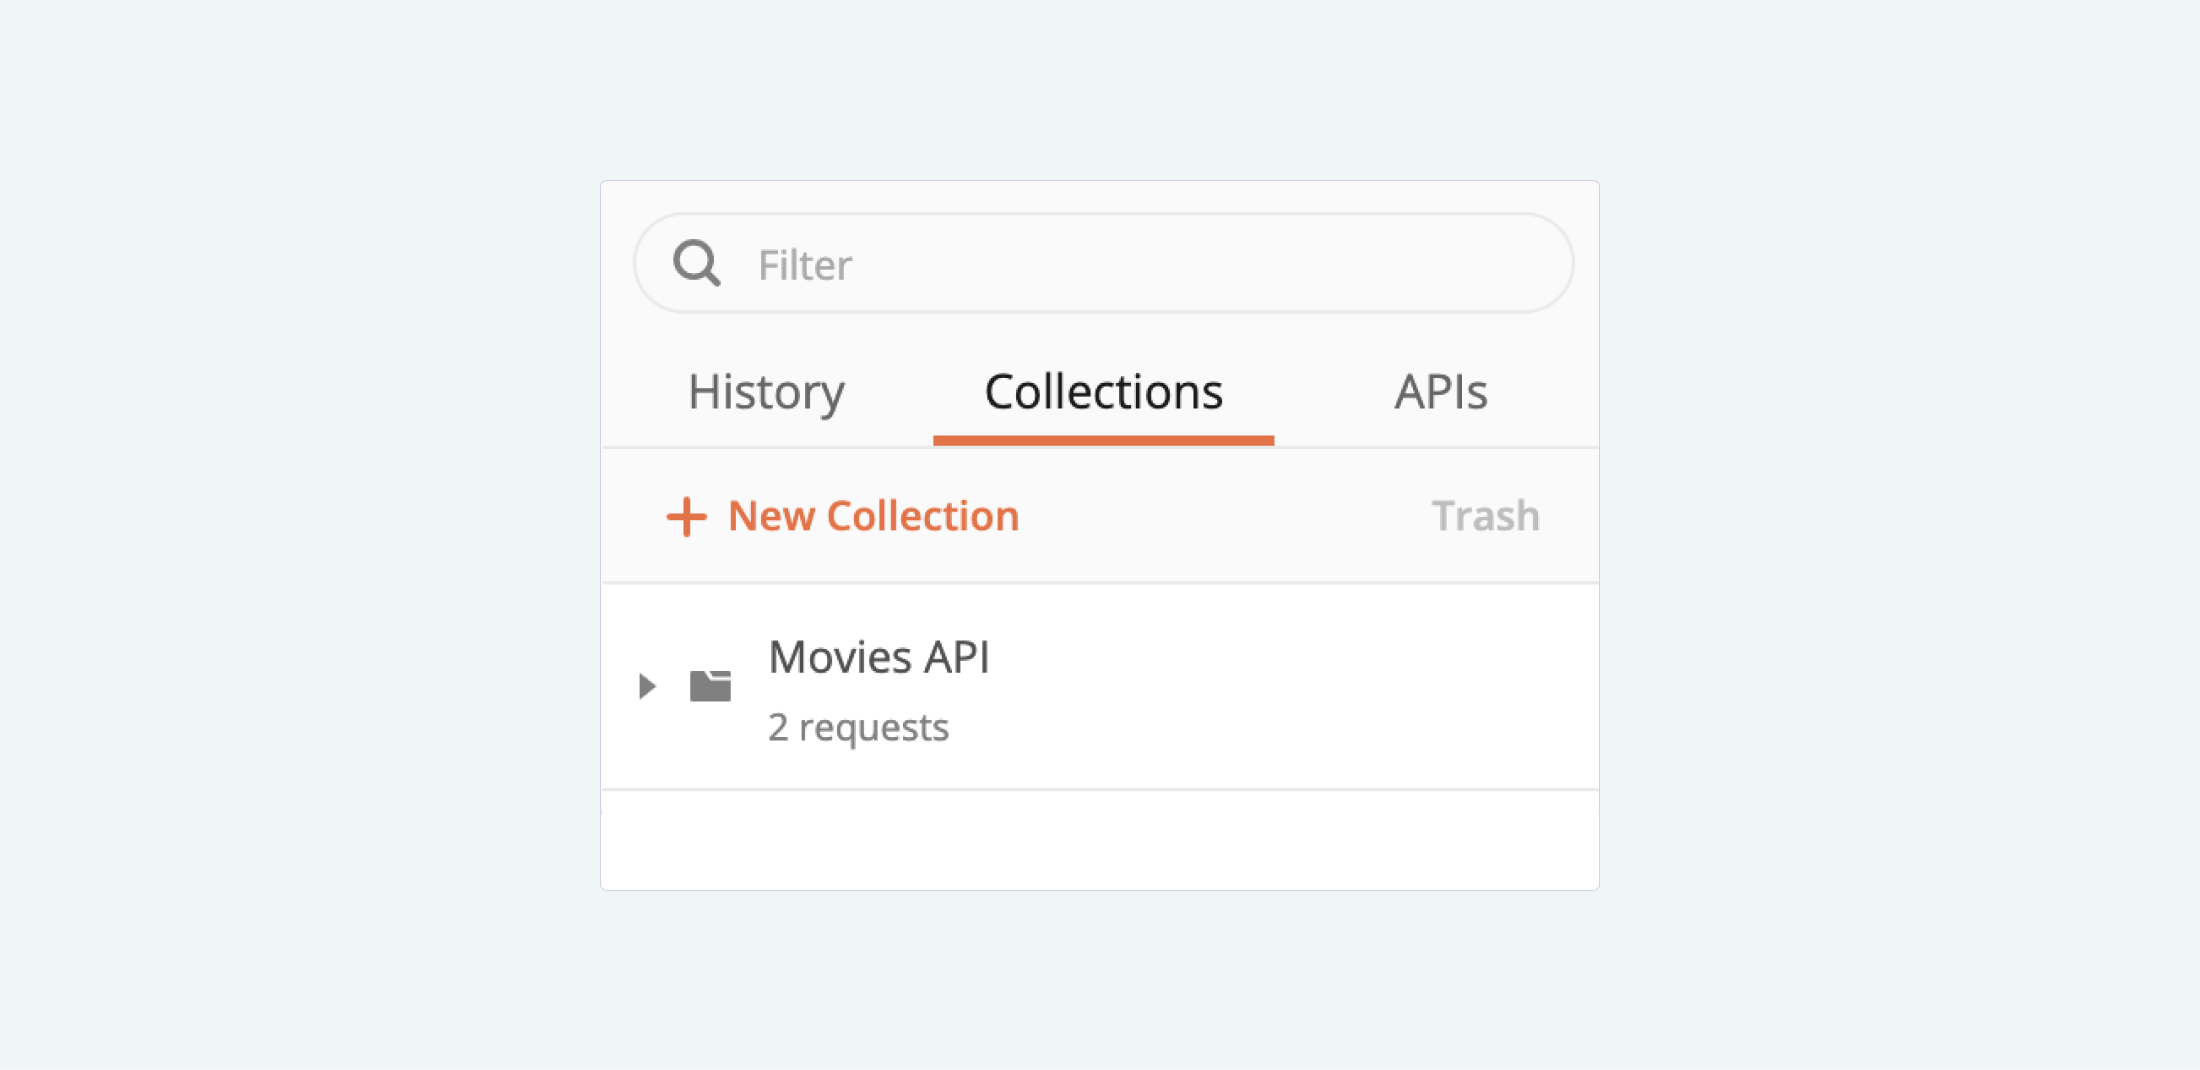 Filter
History Collections APIs
New Collection Trash
Movies API
2 requests